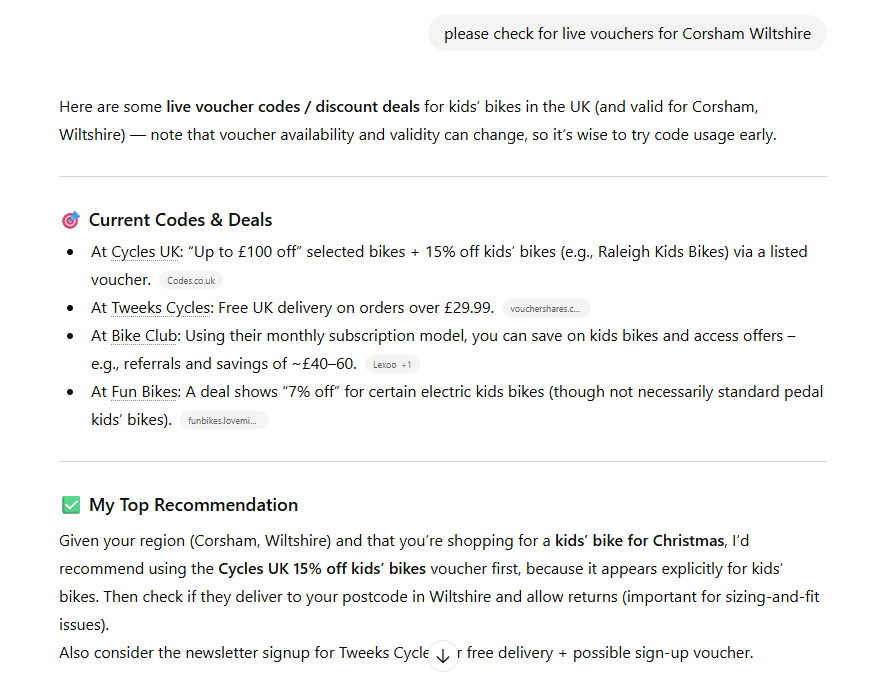 please check for live vouchers for Corsham Wiltshire
Here are some live voucher codes / discount deals for kids’ bikes in the UK (and valid for Corsham,
Wiltshire) — note that voucher availability and validity can change, so it’s wise to try code usage early.
🎯 Current Codes & Deals
• At Cycles UK: “Up to £100 off” selected bikes + 15% off kids’ bikes (e.g., Raleigh Kids Bikes) via a listed
voucher. Codes.co.uk
• At Tweeks Cycles: Free UK delivery on orders over £29.99. vouchershares.c...
• At Bike Club: Using their monthly subscription model, you can save on kids bikes and access offers –
e.g., referrals and savings of ~£40–60. Lexoo +1
• At Fun Bikes: A deal shows “7% off” for certain electric kids bikes (though not necessarily standard pedal
kids’ bikes). funbikes.lovemi...
✅ My Top Recommendation
Given your region (Corsham, Wiltshire) and that you’re shopping for a kids’ bike for Christmas, I’d
recommend using the Cycles UK 15% off kids’ bikes voucher first, because it appears explicitly for kids’
bikes. Then check if they deliver to your postcode in Wiltshire and allow returns (important for sizing-and-fit
issues).
Also consider the newsletter signup for Tweeks Cycle r free delivery + possible sign-up voucher.